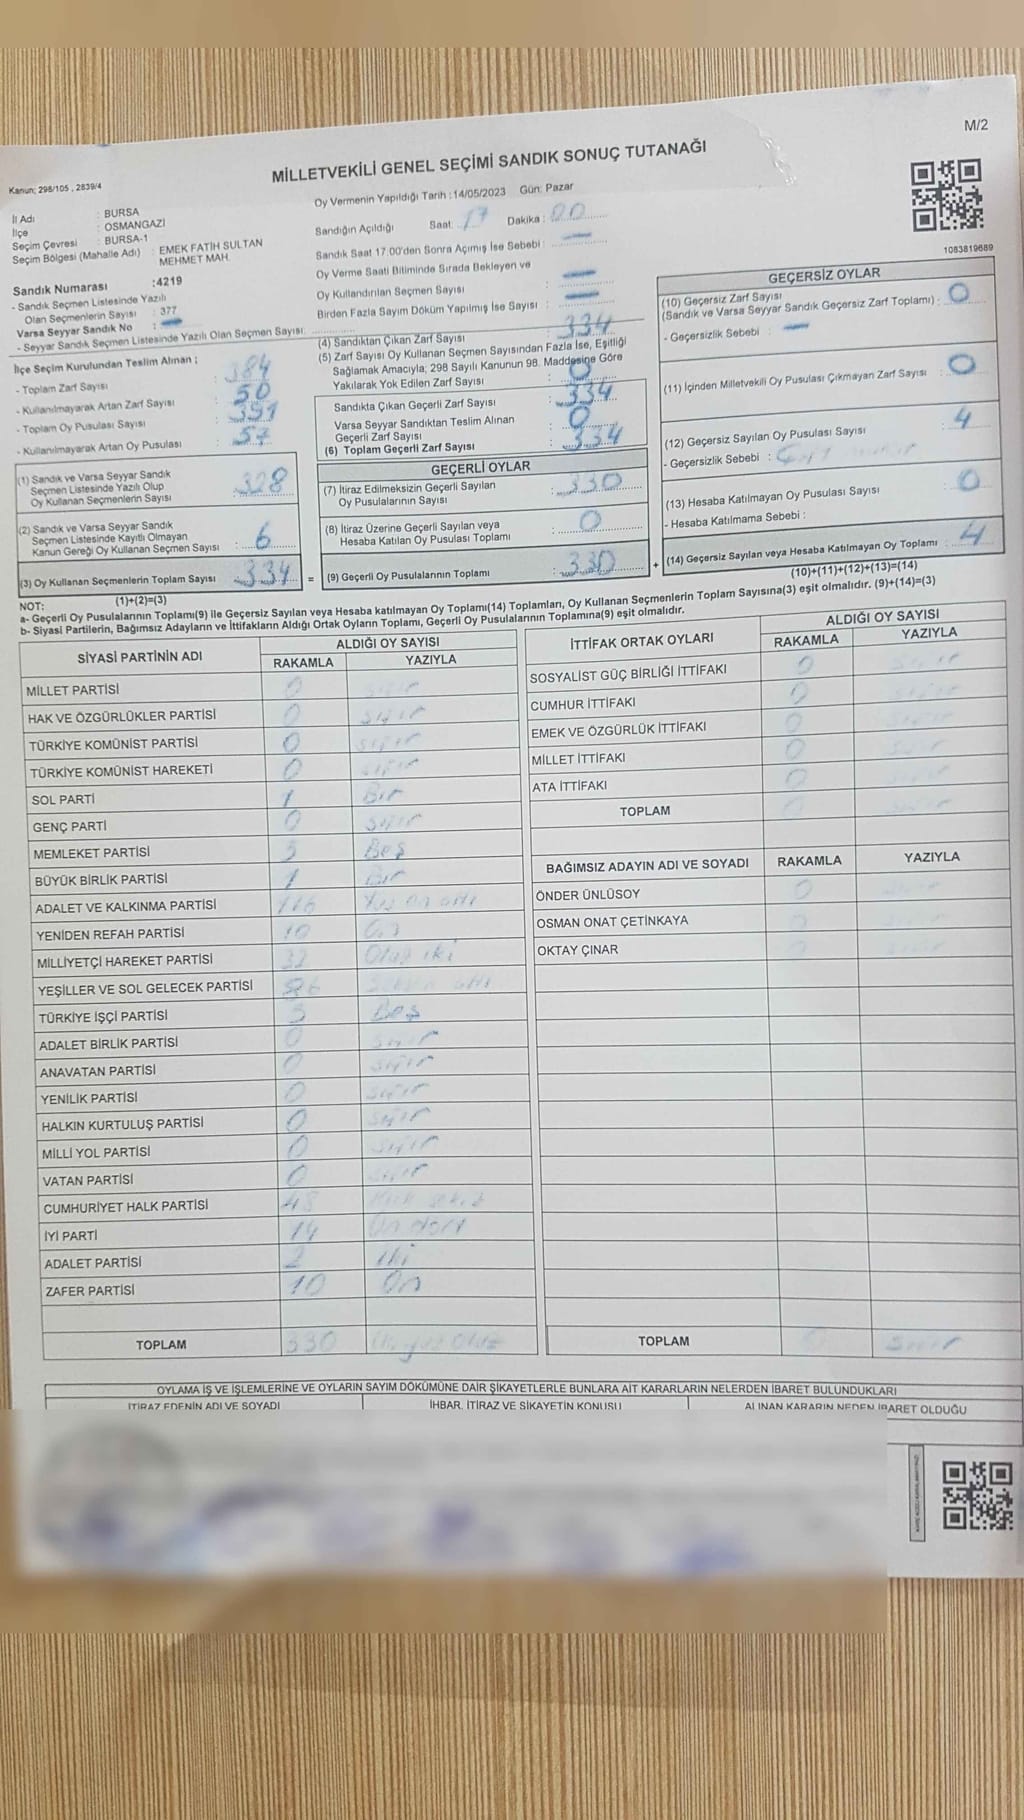 M/2
Kanun; 298/105 , 2839/4
MİLLETVEKİLİ GENEL SEÇİMİ SANDIK SONUÇ TUTANAĞI
İl Adı : BURSA
İlçe : OSMANGAZİ
Seçim Çevresi : BURSA-1
Seçim Bölgesi (Mahalle Adı) : EMEK FATİH SULTAN
MEHMET MAH.
Sandık Numarası :4219
- Sandık Seçmen Listesinde Yazılı
Olan Seçmenlerin Sayısı : 377
Varsa Seyyar Sandık No :
- Seyyar Sandık Seçmen Listesinde Yazılı Olan Seçmen Sayısı:
Oy Vermenin Yapıldığı Tarih : 14/05/2023 Gün: Pazar
Sandığın Açıldığı Saat: 17 Dakika : 00
Sandık Saat 17:00'den Sonra Açımış İse Sebebi :
Oy Verme Saati Bitiminde Sırada Bekleyen ve
Oy Kullandırılan Seçmen Sayısı :
Birden Fazla Sayım Döküm Yapılmış İse Sayısı :
1083819689
İlçe Seçim Kurulundan Teslim Alınan ;
- Toplam Zarf Sayısı : 384
- Kullanılmayarak Artan Zarf Sayısı : 50
- Toplam Oy Pusulası Sayısı : 391
- Kullanılmayarak Artan Oy Pusulası : 57
(1) Sandık ve Varsa Seyyar Sandık
Seçmen Listesinde Yazılı Olup
Oy Kullanan Seçmenlerin Sayısı : 328
(2) Sandık ve Varsa Seyyar Sandık
Seçmen Listesinde Kayıtlı Olmayan
Kanun Gereği Oy Kullanan Seçmen Sayısı : 6
(3) Oy Kullanan Seçmenlerin Toplam Sayısı : 334 =
(1)+(2)=(3)
(4) Sandıktan Çıkan Zarf Sayısı : 334
(5) Zarf Sayısı Oy Kullanan Seçmen Sayısından Fazla İse, Eşitliği
Sağlamak Amacıyla; 298 Sayılı Kanunun 98. Maddesine Göre
Yakılarak Yok Edilen Zarf Sayısı : 0
Sandıkta Çıkan Geçerli Zarf Sayısı : 334
Varsa Seyyar Sandıktan Teslim Alınan
Geçerli Zarf Sayısı : 0
(6) Toplam Geçerli Zarf Sayısı : 334
GEÇERLİ OYLAR
(7) İtiraz Edilmeksizin Geçerli Sayılan
Oy Pusulalarının Sayısı : 330
(8) İtiraz Üzerine Geçerli Sayılan veya
Hesaba Katılan Oy Pusulası Toplamı : 0
(9) Geçerli Oy Pusulalarının Toplamı : 330 +
GEÇERSİZ OYLAR
(10) Geçersiz Zarf Sayısı
(Sandık ve Varsa Seyyar Sandık Geçersiz Zarf Toplamı) : 0
- Geçersizlik Sebebi :
(11) İçinden Milletvekili Oy Pusulası Çıkmayan Zarf Sayısı : 0
(12) Geçersiz Sayılan Oy Pusulası Sayısı : 4
- Geçersizlik Sebebi :
(13) Hesaba Katılmayan Oy Pusulası Sayısı : 0
- Hesaba Katılmama Sebebi :
(14) Geçersiz Sayılan veya Hesaba Katılmayan Oy Toplamı : 4
(10)+(11)+(12)+(13)=(14)
NOT:
a- Geçerli Oy Pusulalarının Toplamı(9) ile Geçersiz Sayılan veya Hesaba katılmayan Oy Toplamı(14) Toplamları, Oy Kullanan Seçmenlerin Toplam Sayısına(3) eşit olmalıdır. (9)+(14)=(3)
b- Siyasi Partilerin, Bağımsız Adayların ve İttifakların Aldığı Ortak Oyların Toplamı, Geçerli Oy Pusulalarının Toplamına(9) eşit olmalıdır.
SİYASİ PARTİNİN ADI ALDIĞI OY SAYISI
RAKAMLA YAZIYLA
MİLLET PARTİSİ 0 sıfır
HAK VE ÖZGÜRLÜKLER PARTİSİ 0 sıfır
TÜRKİYE KOMÜNİST PARTİSİ 0 sıfır
TÜRKİYE KOMÜNİST HAREKETİ 0 sıfır
SOL PARTİ 1 Bir
GENÇ PARTİ 0 sıfır
MEMLEKET PARTİSİ 5 Beş
BÜYÜK BİRLİK PARTİSİ 1 Bir
ADALET VE KALKINMA PARTİSİ 116 Yüz on altı
YENİDEN REFAH PARTİSİ 10 On
MİLLİYETÇİ HAREKET PARTİSİ 32 Otuz iki
YEŞİLLER VE SOL GELECEK PARTİSİ 86 Seksen altı
TÜRKİYE İŞÇİ PARTİSİ 5 Beş
ADALET BİRLİK PARTİSİ 0 sıfır
ANAVATAN PARTİSİ 0 sıfır
YENİLİK PARTİSİ 0 sıfır
HALKIN KURTULUŞ PARTİSİ 0 sıfır
MİLLİ YOL PARTİSİ 0 sıfır
VATAN PARTİSİ 0 sıfır
CUMHURİYET HALK PARTİSİ 48 Kırk sekiz
İYİ PARTİ 14 On dört
ADALET PARTİSİ 2 iki
ZAFER PARTİSİ 10 On
TOPLAM 330 Üç yüz Otuz
İTTİFAK ORTAK OYLARI ALDIĞI OY SAYISI
RAKAMLA YAZIYLA
SOSYALİST GÜÇ BİRLİĞİ İTTİFAKI 0 sıfır
CUMHUR İTTİFAKI 0 sıfır
EMEK VE ÖZGÜRLÜK İTTİFAKI 0 sıfır
MİLLET İTTİFAKI 0 sıfır
ATA İTTİFAKI 0 sıfır
TOPLAM 0 sıfır
BAĞIMSIZ ADAYIN ADI VE SOYADI RAKAMLA YAZIYLA
ÖNDER ÜNLÜSOY 0 sıfır
OSMAN ONAT ÇETİNKAYA 0 sıfır
OKTAY ÇINAR 0 sıfır
TOPLAM 0 sıfır
OYLAMA İŞ VE İŞLEMLERİNE VE OYLARIN SAYIM DÖKÜMÜNE DAİR ŞİKAYETLERLE BUNLARA AİT KARARLARIN NELERDEN İBARET BULUNDUKLARI
İTİRAZ EDENİN ADI VE SOYADI İHBAR, İTİRAZ VE ŞİKAYETİN KONUSU ALINAN KARARIN NEDEN İBARET OLDUĞU